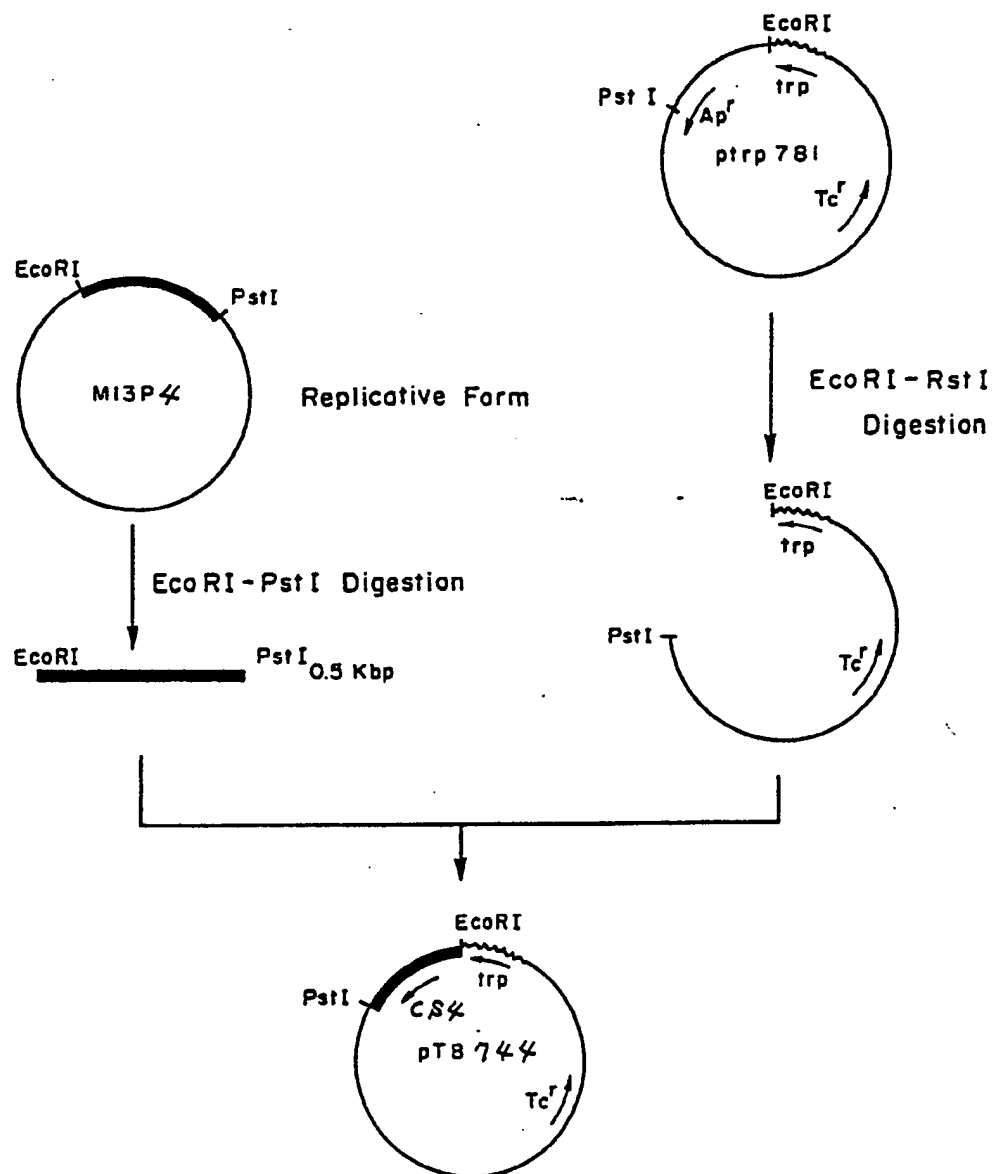 EcoRI
trp
Pst I
Apʳ
ptrp 781
Tcʳ
EcoRI
PstI
M13P4
Replicative Form
EcoRI-RstI
Digestion
EcoRI
trp
EcoRI-PstI Digestion
PstI
Tcʳ
EcoRI
PstI
0.5 Kbp
EcoRI
trp
PstI
CS4
pTB 744
Tcʳ